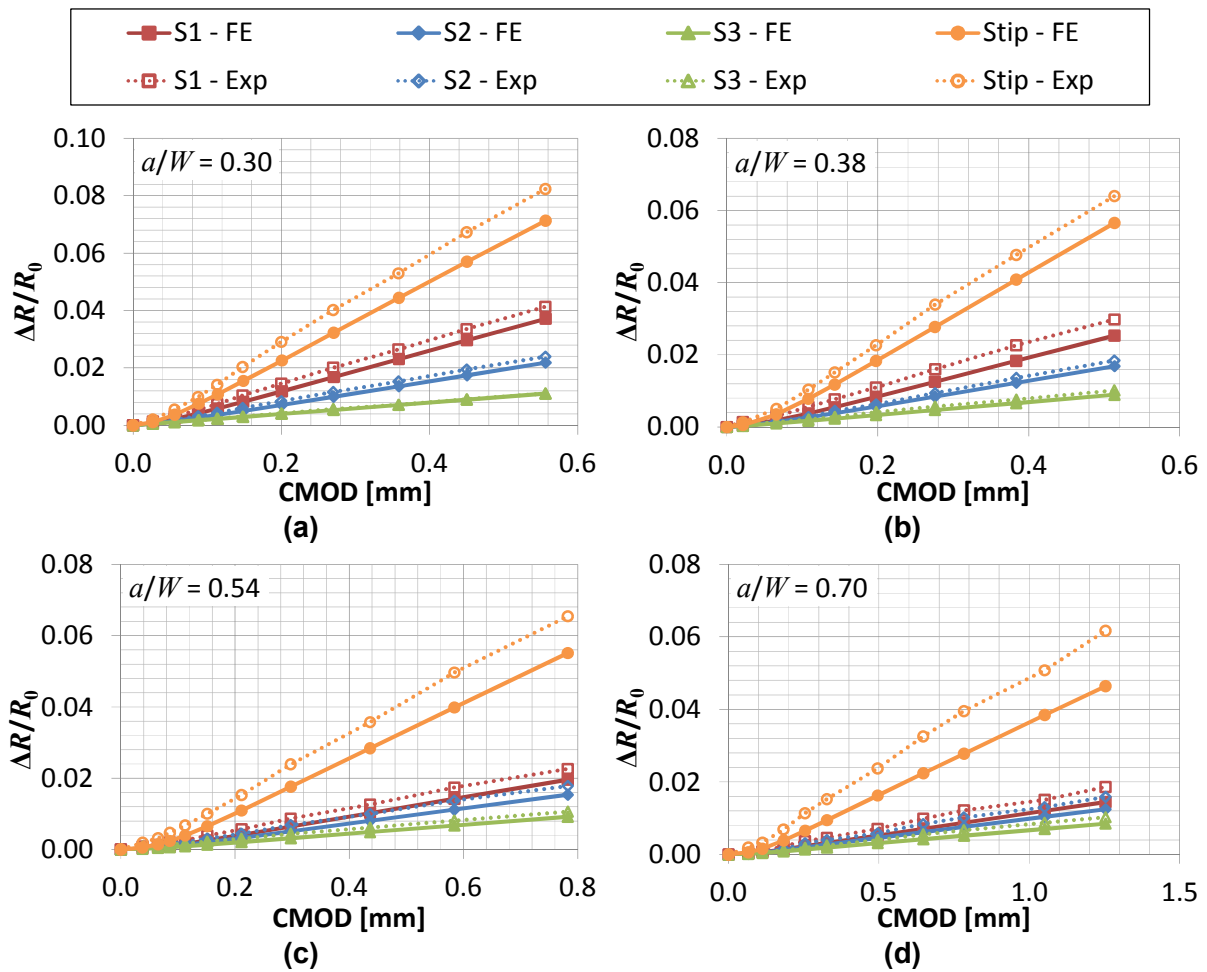 S1 - FE S2 - FE S3 - FE Stip - FE
S1 - Exp S2 - Exp S3 - Exp Stip - Exp
0.10
0.08
0.06
0.04
0.02
0.00
ΔR/R0
a/W = 0.30
0.0 0.2 0.4 0.6
CMOD [mm]
(a)
0.08
0.06
0.04
0.02
0.00
ΔR/R0
a/W = 0.38
0.0 0.2 0.4 0.6
CMOD [mm]
(b)
0.08
0.06
0.04
0.02
0.00
ΔR/R0
a/W = 0.54
0.0 0.2 0.4 0.6 0.8
CMOD [mm]
(c)
0.08
0.06
0.04
0.02
0.00
ΔR/R0
a/W = 0.70
0.0 0.5 1.0 1.5
CMOD [mm]
(d)